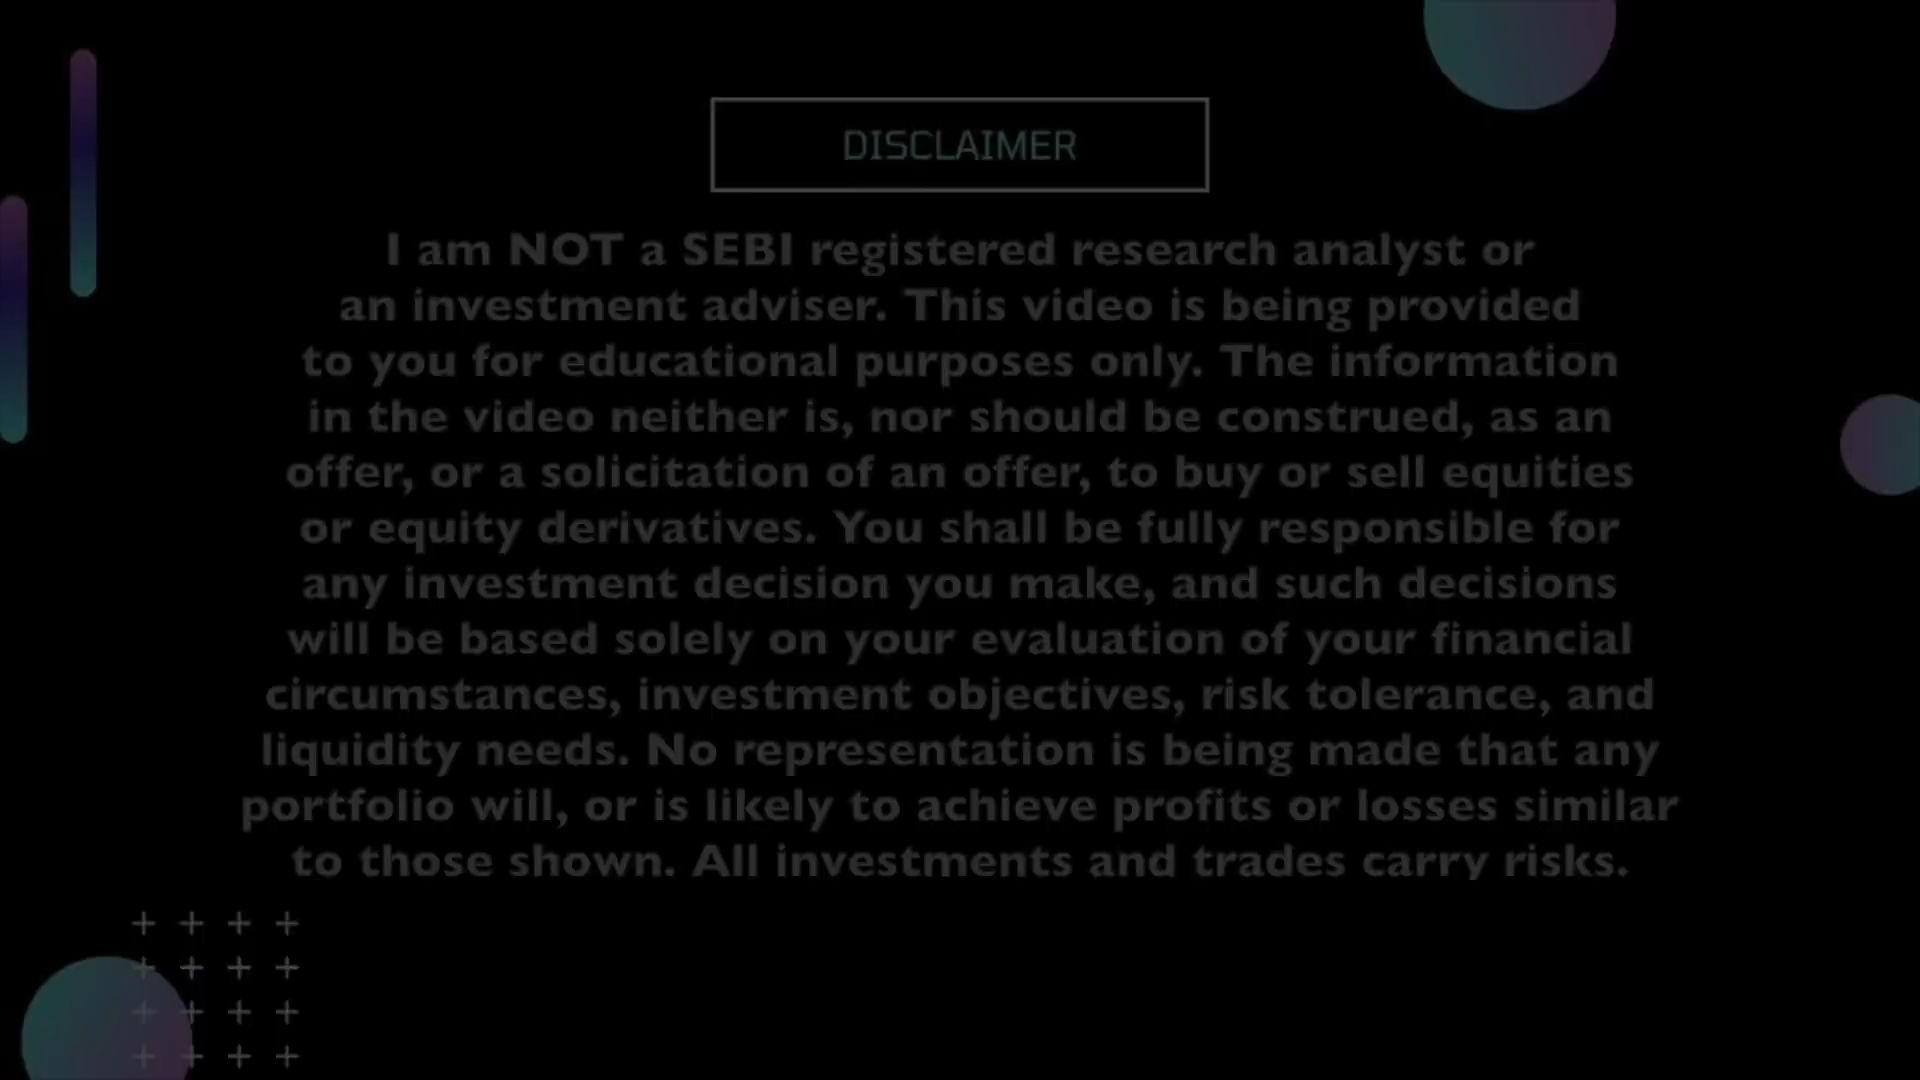 DISCLAIMER
I am NOT a SEBI registered research analyst or
an investment adviser. This video is being provided
to you for educational purposes only. The information
in the video neither is, nor should be construed, as an
offer, or a solicitation of an offer, to buy or sell equities
or equity derivatives. You shall be fully responsible for
any investment decision you make, and such decisions
will be based solely on your evaluation of your financial
circumstances, investment objectives, risk tolerance, and
liquidity needs. No representation is being made that any
portfolio will, or is likely to achieve profits or losses similar
to those shown. All investments and trades carry risks.